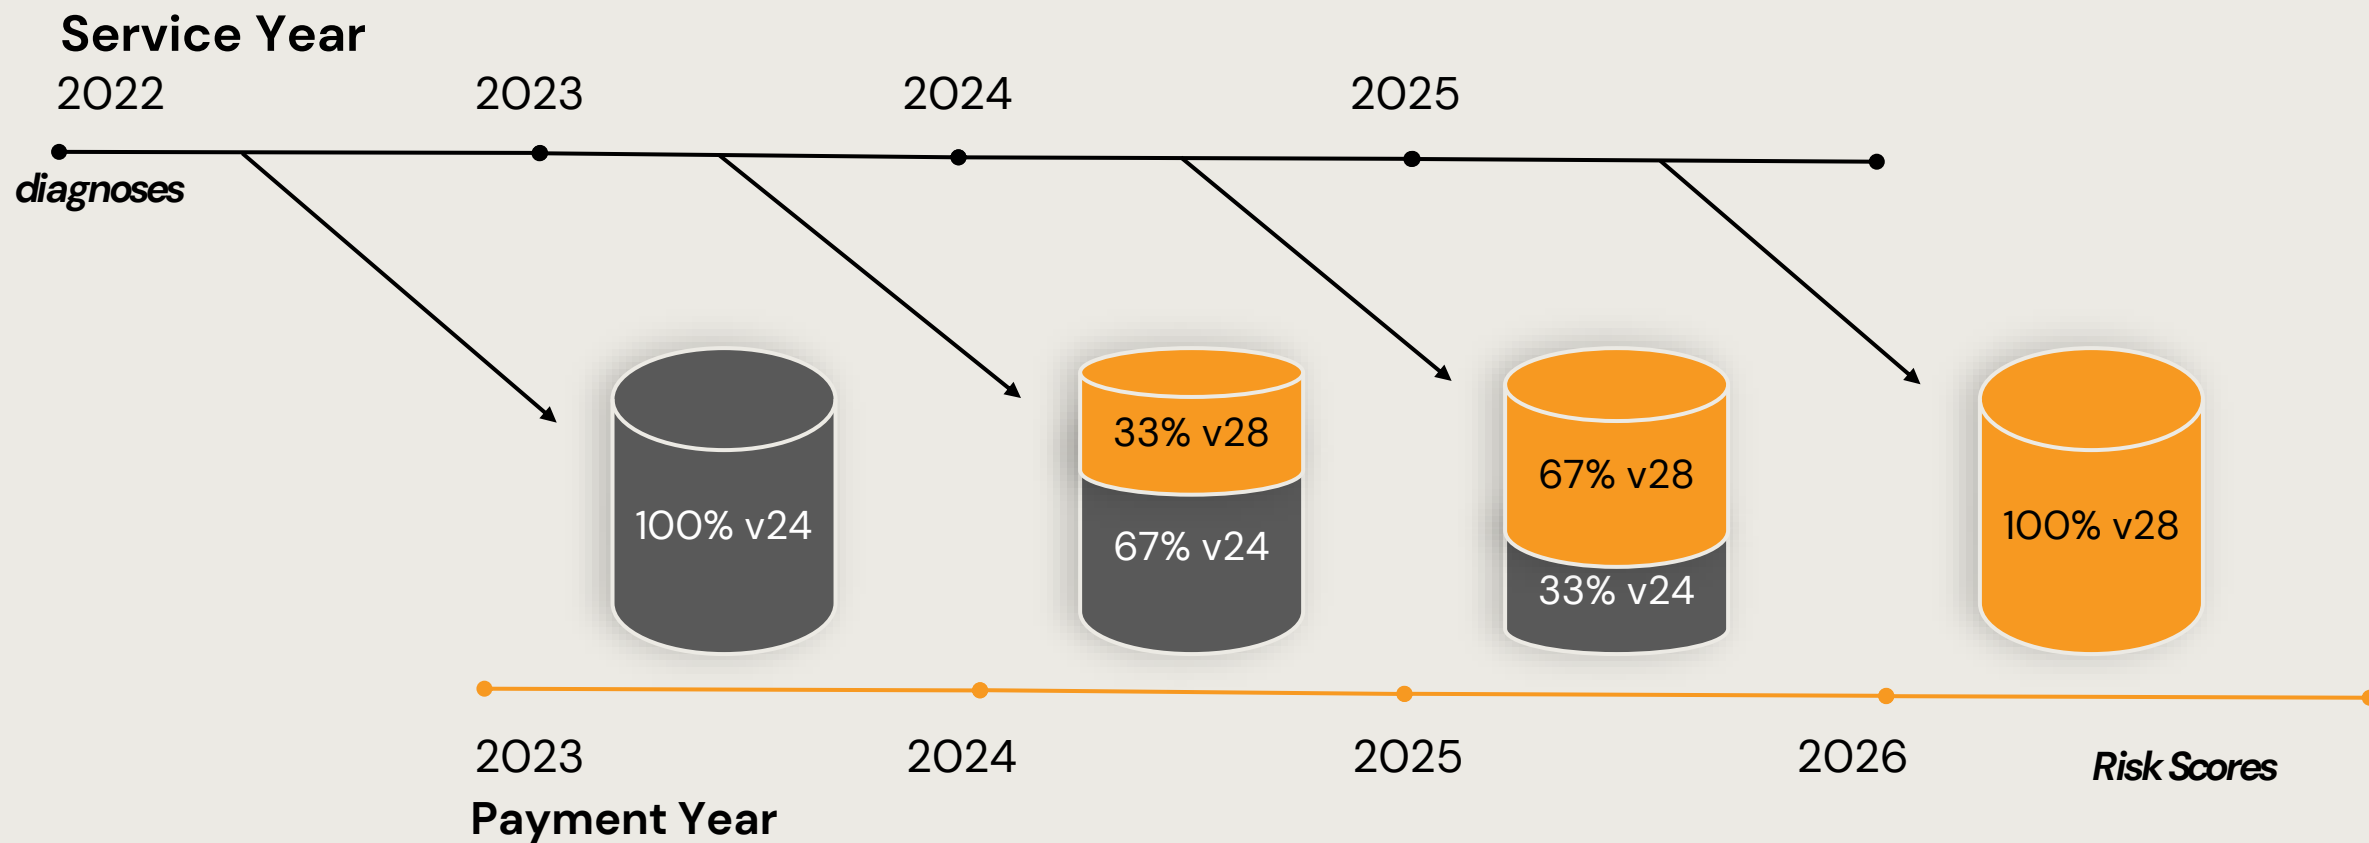 Service Year
2022 2023 2024 2025
diagnoses
100% v24
33% v28
67% v24
67% v28
33% v24
100% v28
2023 2024 2025 2026
Risk Scores
Payment Year